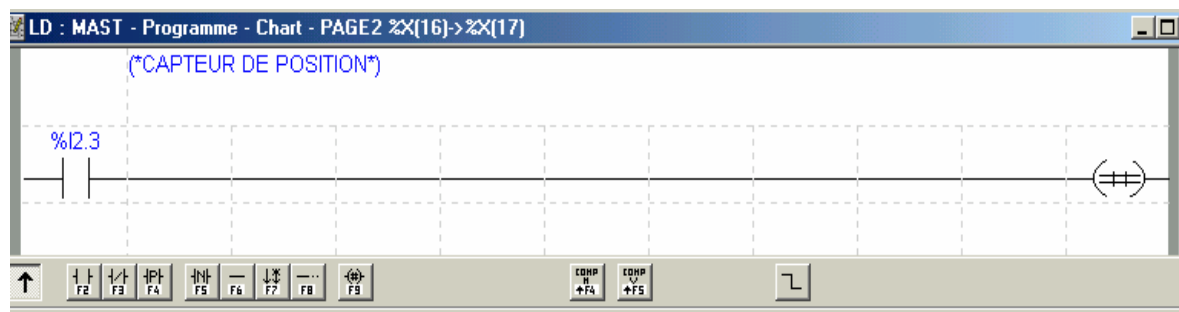 LD : MAST - Programme - Chart - PAGE2 %X(16)->%X(17)
(*CAPTEUR DE POSITION*)
%I2.3
F2 F3 P F4 N F5 F6 F7 F8 # F9 COMP H ↑F4 COMP V ↑F5